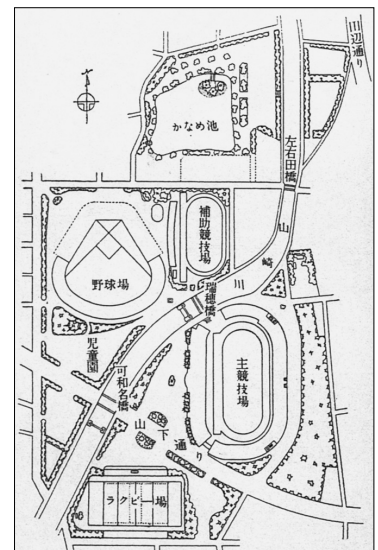 田辺通り
かなめ池
左右田橋
補助競技場
山崎川
野球場
瑞穂橋
児童園
主競技場
可和名橋
山下通り
ラクビー場